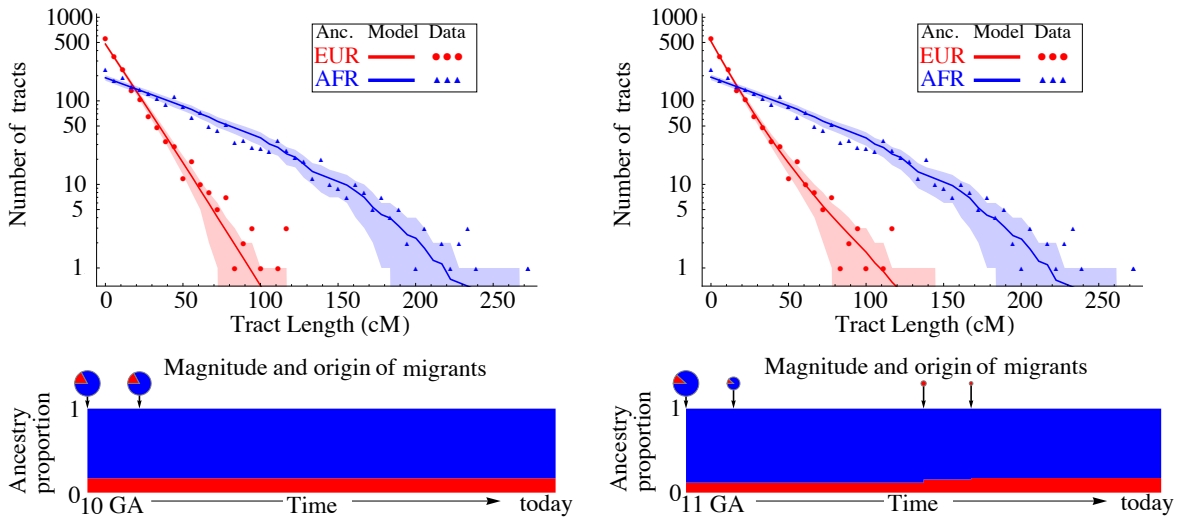 1000
500
100
50
10
5
1
Number of tracts
Anc. Model Data
EUR
AFR
0 50 100 150 200 250
Tract Length (cM)
Magnitude and origin of migrants
Ancestry
proportion
1
0
10 GA Time today
1000
500
100
50
10
5
1
Number of tracts
Anc. Model Data
EUR
AFR
0 50 100 150 200 250
Tract Length (cM)
Magnitude and origin of migrants
Ancestry
proportion
1
0
11 GA Time today